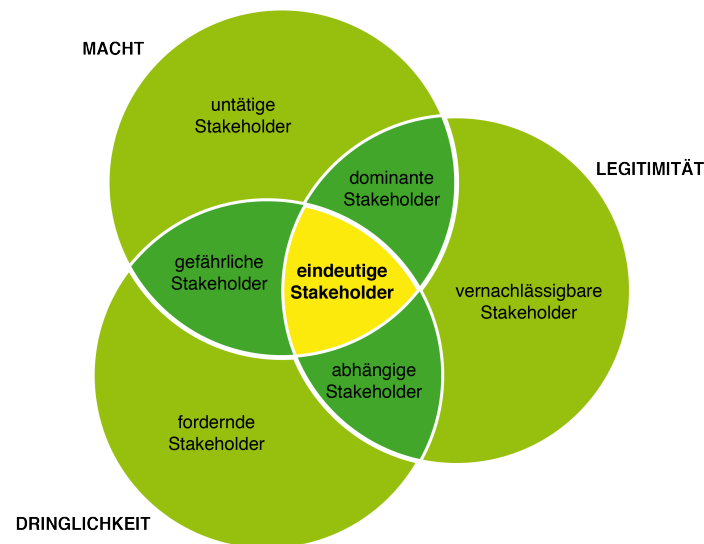 MACHT
untätige
Stakeholder
LEGITIMITÄT
dominante
Stakeholder
gefährliche
Stakeholder
eindeutige
Stakeholder
vernachlässigbare
Stakeholder
abhängige
Stakeholder
fordernde
Stakeholder
DRINGLICHKEIT